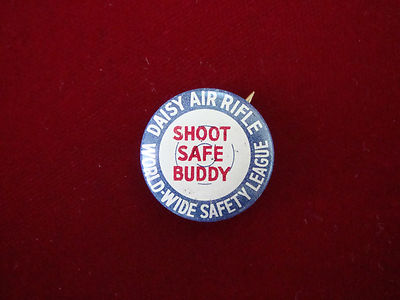 DAISY AIR RIFLE
SHOOT
SAFE
BUDDY
WORLD-WIDE SAFETY LEAGUE